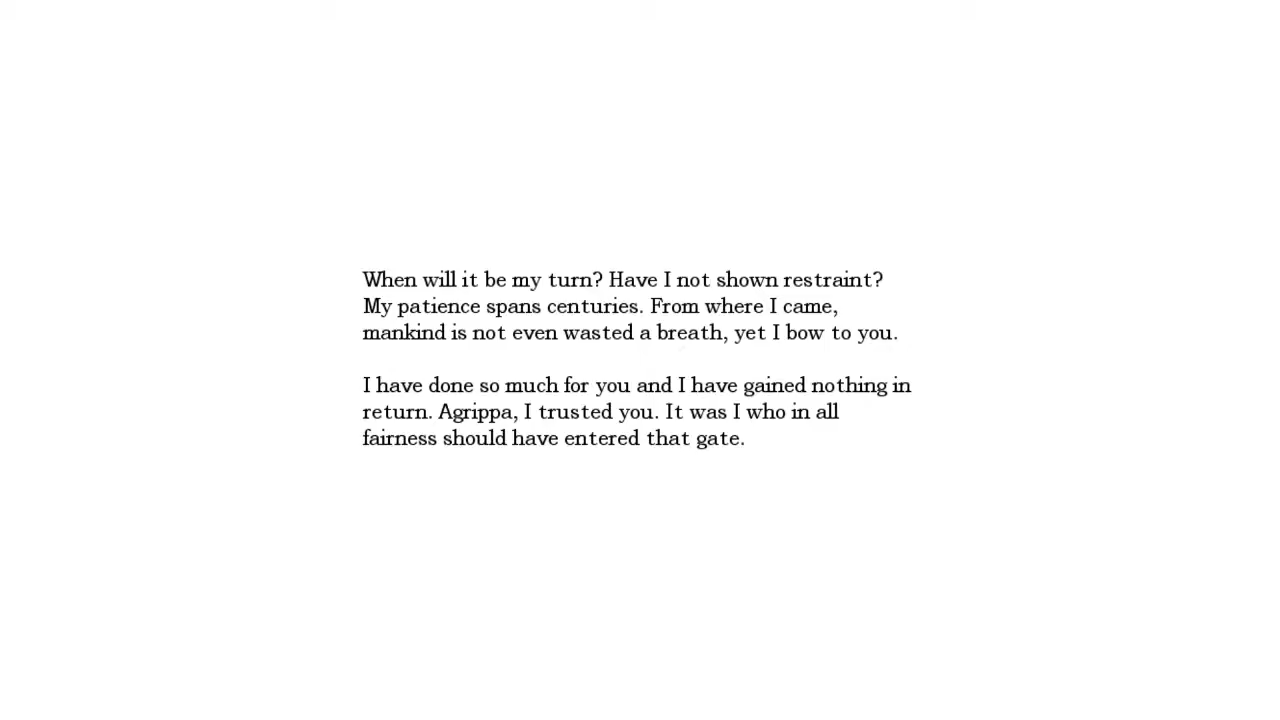 When will it be my turn? Have I not shown restraint?
My patience spans centuries. From where I came,
mankind is not even wasted a breath, yet I bow to you.
I have done so much for you and I have gained nothing in
return. Agrippa, I trusted you. It was I who in all
fairness should have entered that gate.